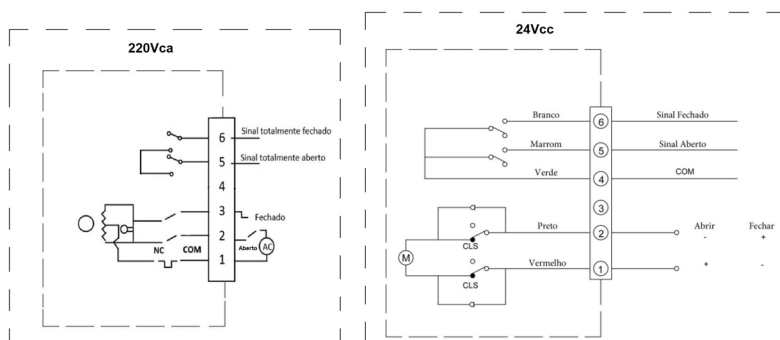 220Vca
6 Sinal totalmente fechado
5 Sinal totalmente aberto
4
3 Fechado
2 Aberto AC
NC COM
1
24Vcc
Branco 6 Sinal Fechado
Marrom 5 Sinal Aberto
Verde 4 COM
3
Preto 2 Abrir Fechar
- +
CLS
M
Vermelho 1 + -
CLS